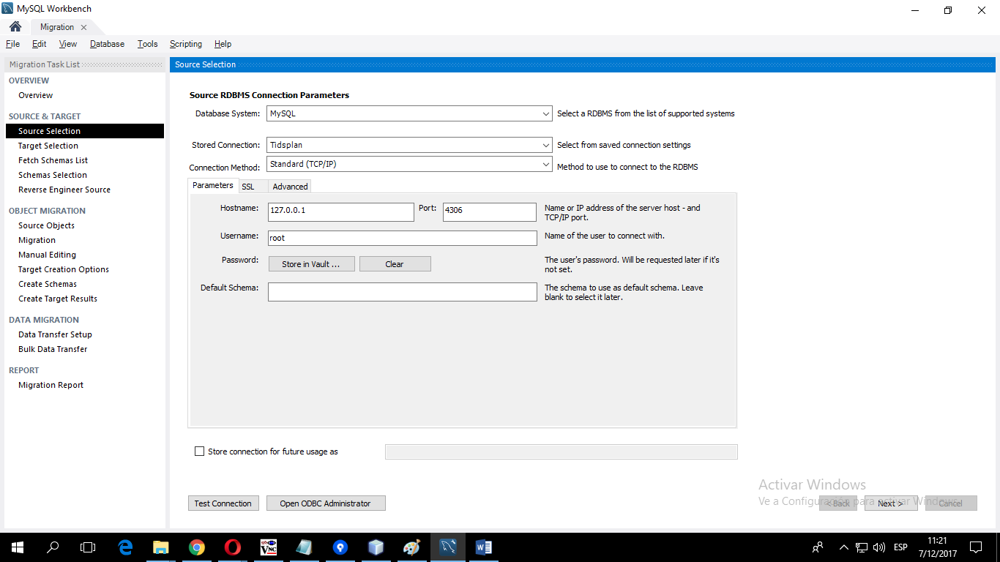 MySQL Workbench
Migration
File Edit View Database Tools Scripting Help
Migration Task List
OVERVIEW
Overview
SOURCE & TARGET
Source Selection
Target Selection
Fetch Schemas List
Schemas Selection
Reverse Engineer Source
OBJECT MIGRATION
Source Objects
Migration
Manual Editing
Target Creation Options
Create Schemas
Create Target Results
DATA MIGRATION
Data Transfer Setup
Bulk Data Transfer
REPORT
Migration Report
Source Selection
Source RDBMS Connection Parameters
Database System: MySQL Select a RDBMS from the list of supported systems
Stored Connection: Tidsplan Select from saved connection settings
Connection Method: Standard (TCP/IP) Method to use to connect to the RDBMS
Parameters SSL Advanced
Hostname: 127.0.0.1 Port: 4306 Name or IP address of the server host - and
TCP/IP port.
Username: root Name of the user to connect with.
Password: Store in Vault ... Clear The user's password. Will be requested later if it's
not set.
Default Schema: The schema to use as default schema. Leave
blank to select it later.
Store connection for future usage as
Activar Windows
Ve a Configuración para activar Windows.
Test Connection Open ODBC Administrator < Back Next > Cancel
VNC
ESP
11:21
7/12/2017